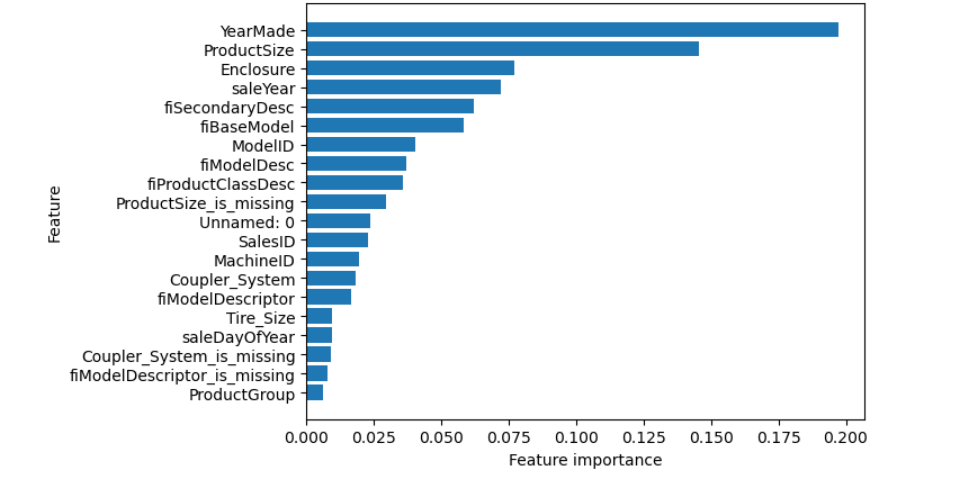 YearMade
ProductSize
Enclosure
saleYear
fiSecondaryDesc
fiBaseModel
ModelID
fiModelDesc
fiProductClassDesc
ProductSize_is_missing
Unnamed: 0
SalesID
MachineID
Coupler_System
fiModelDescriptor
Tire_Size
saleDayOfYear
Coupler_System_is_missing
fiModelDescriptor_is_missing
ProductGroup
Feature
0.000 0.025 0.050 0.075 0.100 0.125 0.150 0.175 0.200
Feature importance